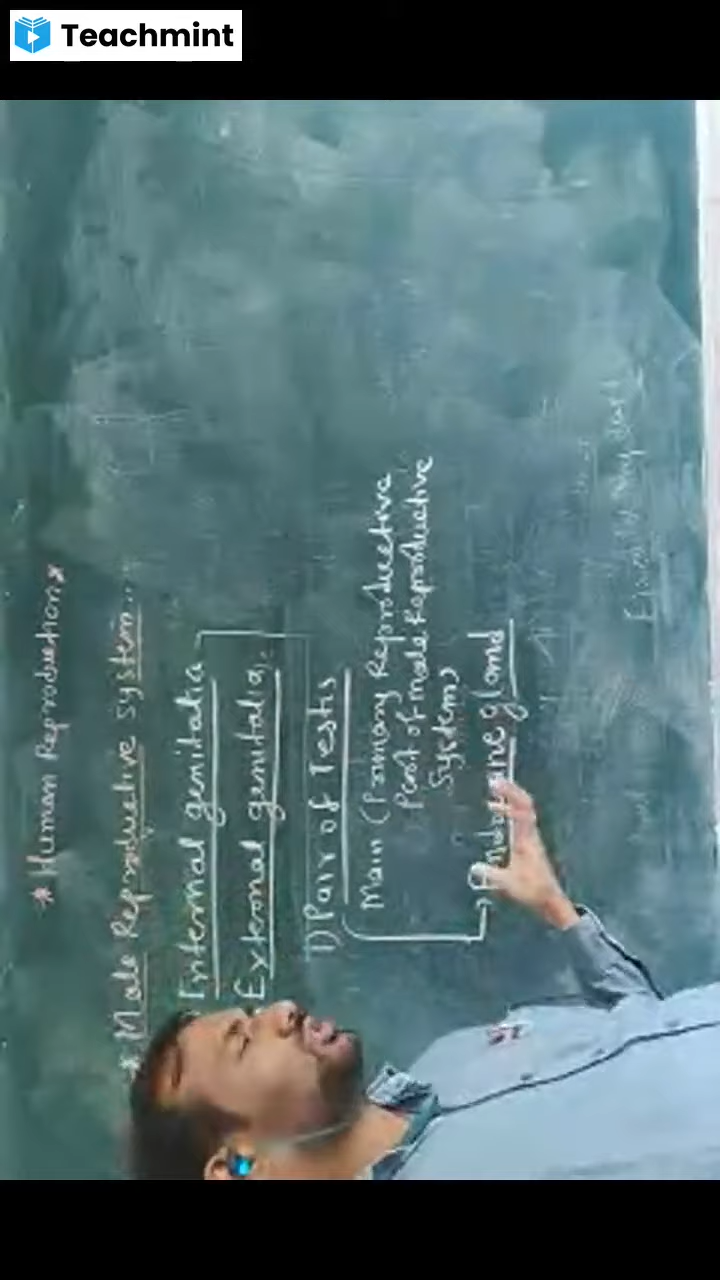 Teachmint
* Human Reproduction *
* Male Reproductive System..
Internal genitalia
External genitalia.
1) Pair of Testis
Main (Primary Reproductive
Part of male Reproductive
System)
→ Endocrine gland